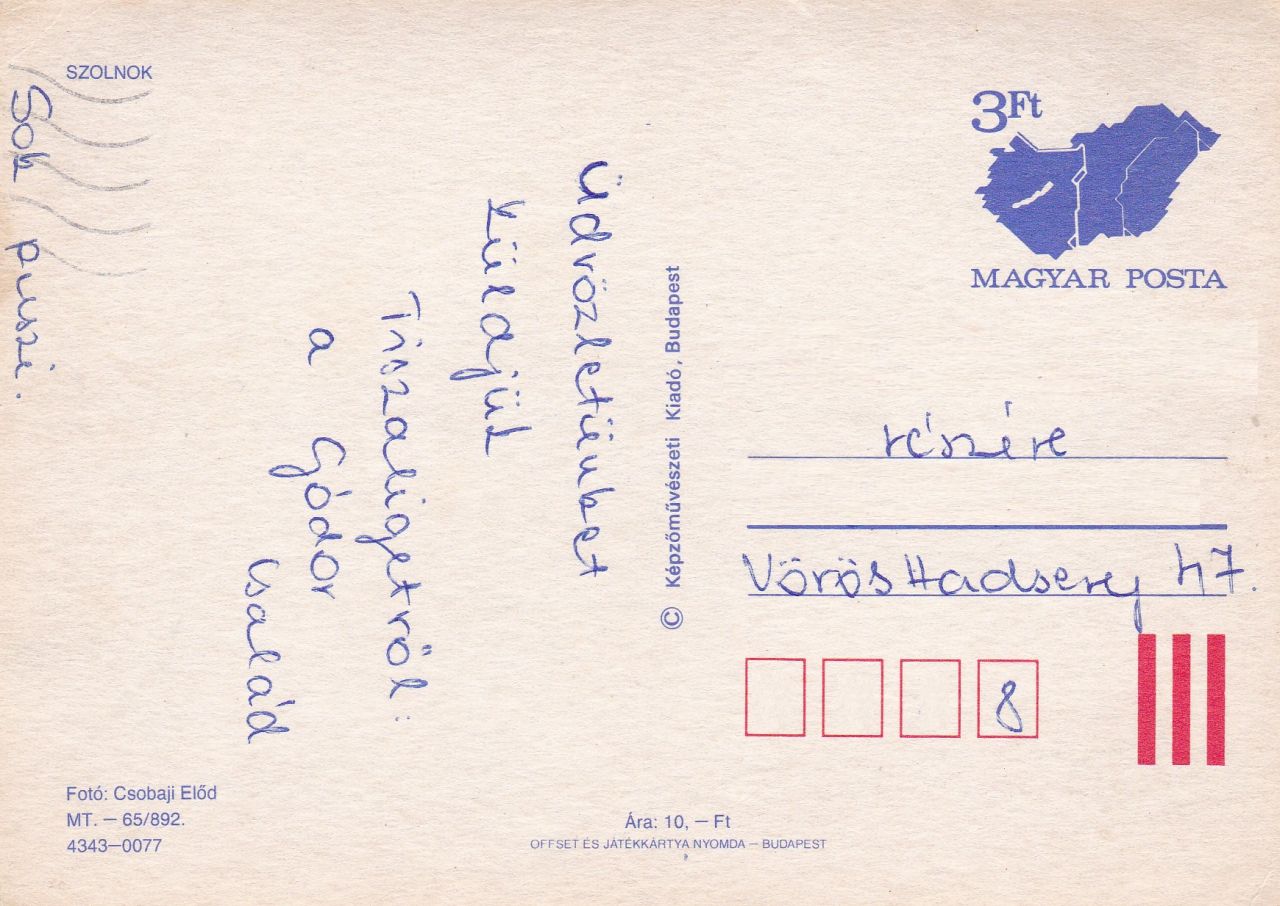 SZOLNOK
3Ft
MAGYAR POSTA
Üdvözletünket
küldjük
Tiszaligetről:
a Gódor
család
Sok puszi.
© Képzőművészeti Kiadó, Budapest
részére
Vörös Hadsereg 47.
8
Fotó: Csobaji Előd
MT. – 65/892.
4343–0077
Ára: 10, – Ft
OFFSET ÉS JÁTÉKKÁRTYA NYOMDA – BUDAPEST